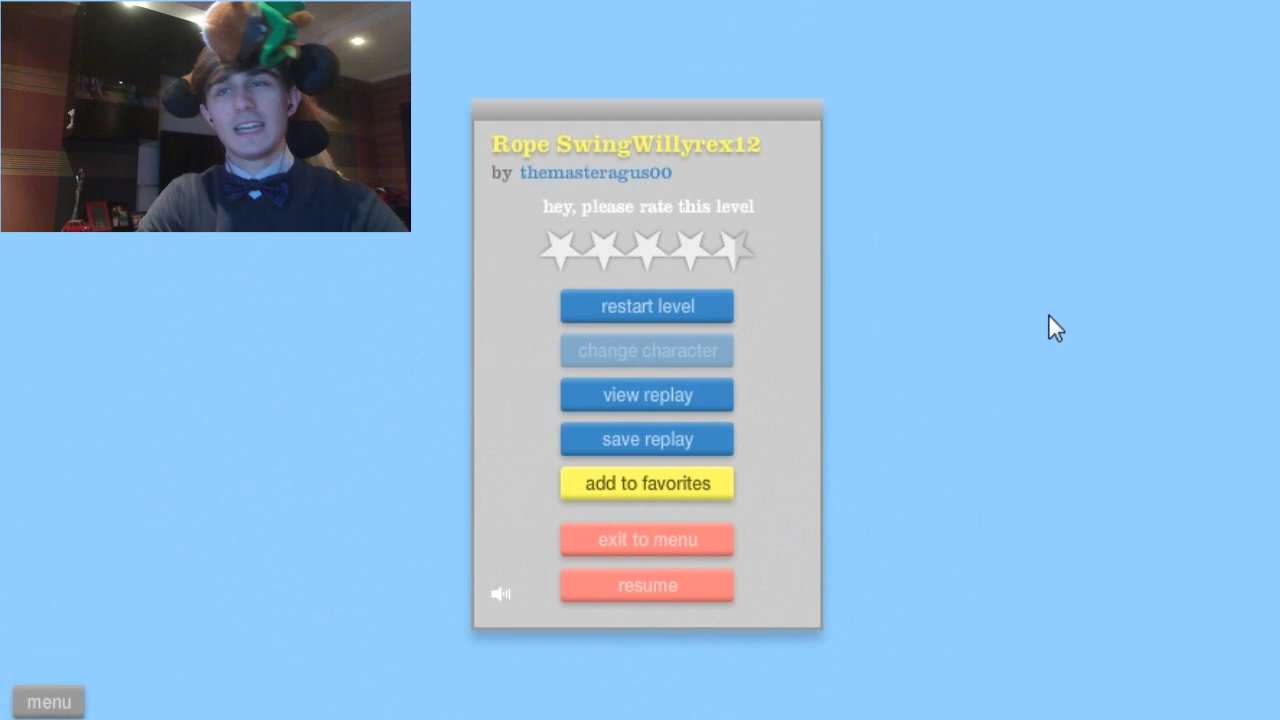 Rope SwingWillyrex12
by themasteragus00
hey, please rate this level
restart level
change character
view replay
save replay
add to favorites
exit to menu
resume
menu